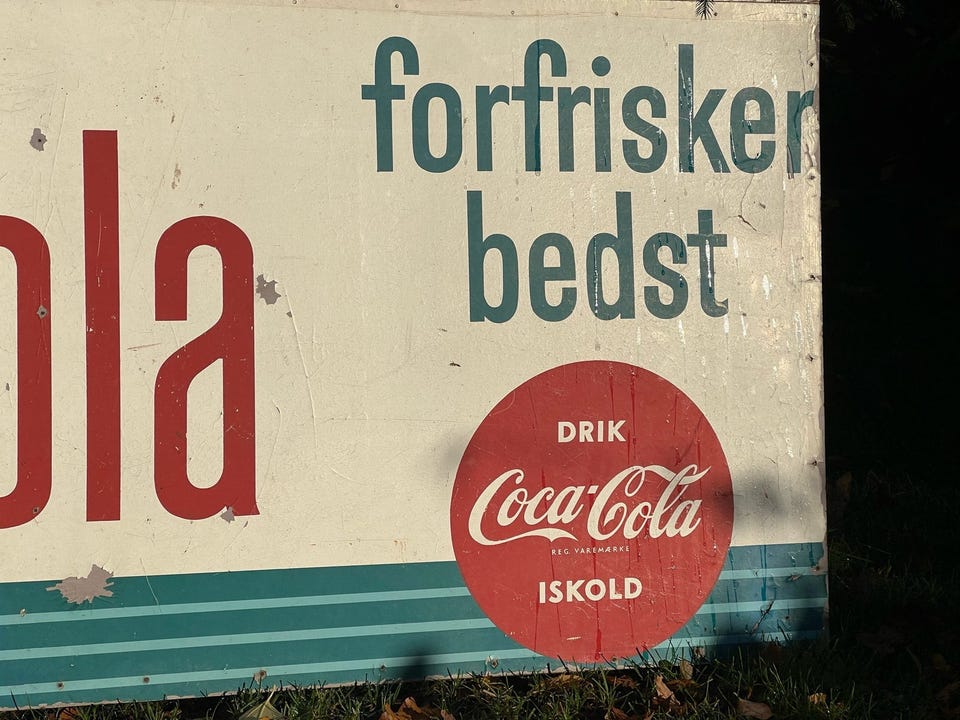 forfrisker
bedst
ola
DRIK
Coca-Cola
REG. VAREMÆRKE
ISKOLD